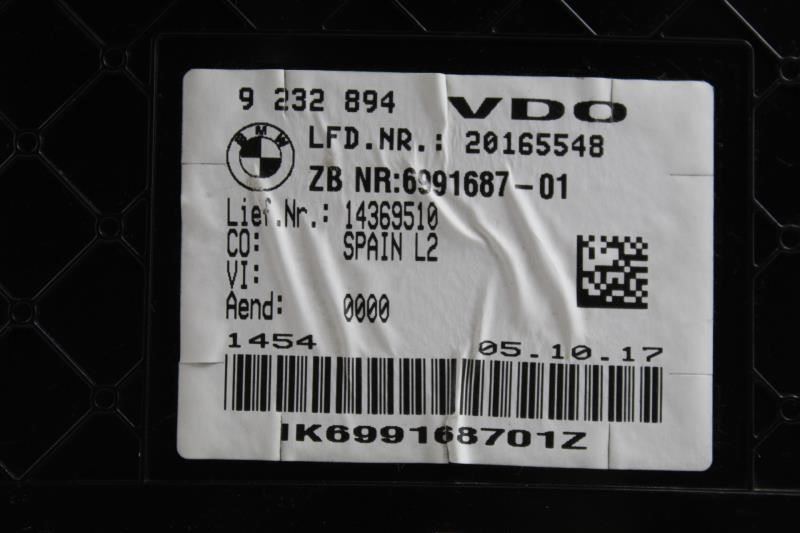 9 232 894 VDO
BMW
LFD.NR.: 20165548
ZB NR:6991687-01
Lief.Nr.: 14369510
CO: SPAIN L2
VI:
Aend: 0000
1454 05.10.17
IK699168701Z